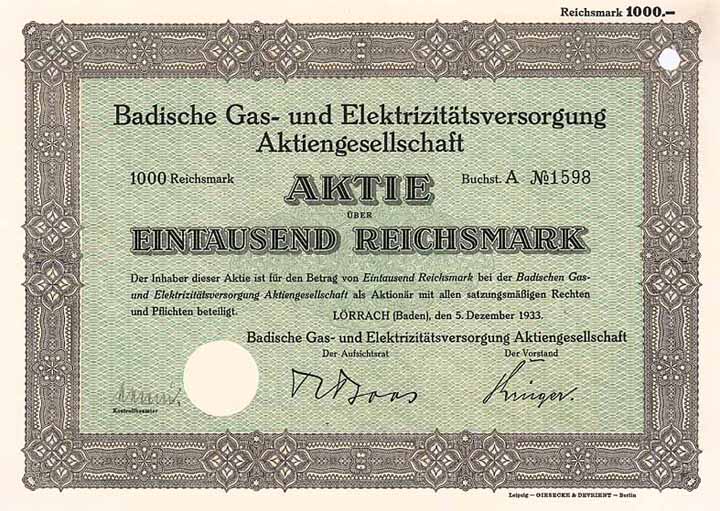 Reichsmark 1000.–
Badische Gas- und Elektrizitätsversorgung
Aktiengesellschaft
1000 Reichsmark AKTIE Buchst. A №1598
ÜBER
EINTAUSEND REICHSMARK
Der Inhaber dieser Aktie ist für den Betrag von Eintausend Reichsmark bei der Badischen Gas-
und Elektrizitätsversorgung Aktiengesellschaft als Aktionär mit allen satzungsmäßigen Rechten
und Pflichten beteiligt. LÖRRACH (Baden), den 5. Dezember 1933.
Badische Gas- und Elektrizitätsversorgung Aktiengesellschaft
Der Aufsichtsrat Der Vorstand
Krüger.
Kontrollbeamter
Leipzig – GIESECKE & DEVRIENT – Berlin